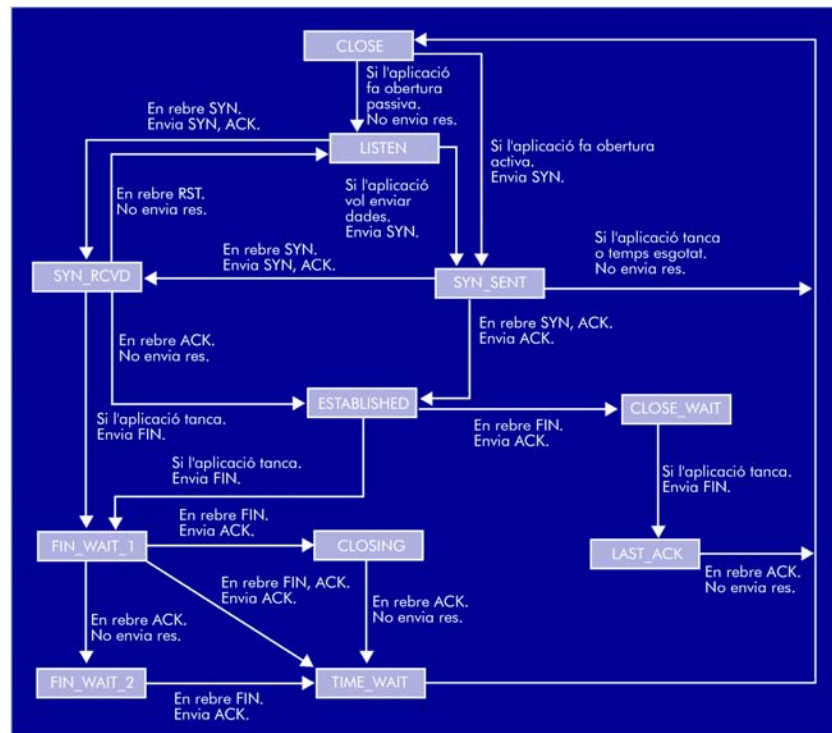 CLOSE
Si l'aplicació
fa obertura
passiva.
No envia res.
En rebre SYN.
Envia SYN, ACK.
LISTEN
Si l'aplicació fa obertura
activa.
Envia SYN.
En rebre RST.
No envia res.
Si l'aplicació
vol enviar
dades.
Envia SYN.
En rebre SYN.
Envia SYN, ACK.
Si l'aplicació tanca
o temps esgotat.
No envia res.
SYN_RCVD
SYN_SENT
En rebre ACK.
No envia res.
En rebre SYN, ACK.
Envia ACK.
ESTABLISHED
CLOSE_WAIT
Si l'aplicació tanca.
Envia FIN.
En rebre FIN.
Envia ACK.
Si l'aplicació tanca.
Envia FIN.
Si l'aplicació tanca.
Envia FIN.
En rebre FIN.
Envia ACK.
FIN_WAIT_1
CLOSING
LAST_ACK
En rebre ACK.
No envia res.
En rebre FIN, ACK.
Envia ACK.
En rebre ACK.
No envia res.
En rebre ACK.
No envia res.
FIN_WAIT_2
En rebre FIN.
Envia ACK.
TIME_WAIT